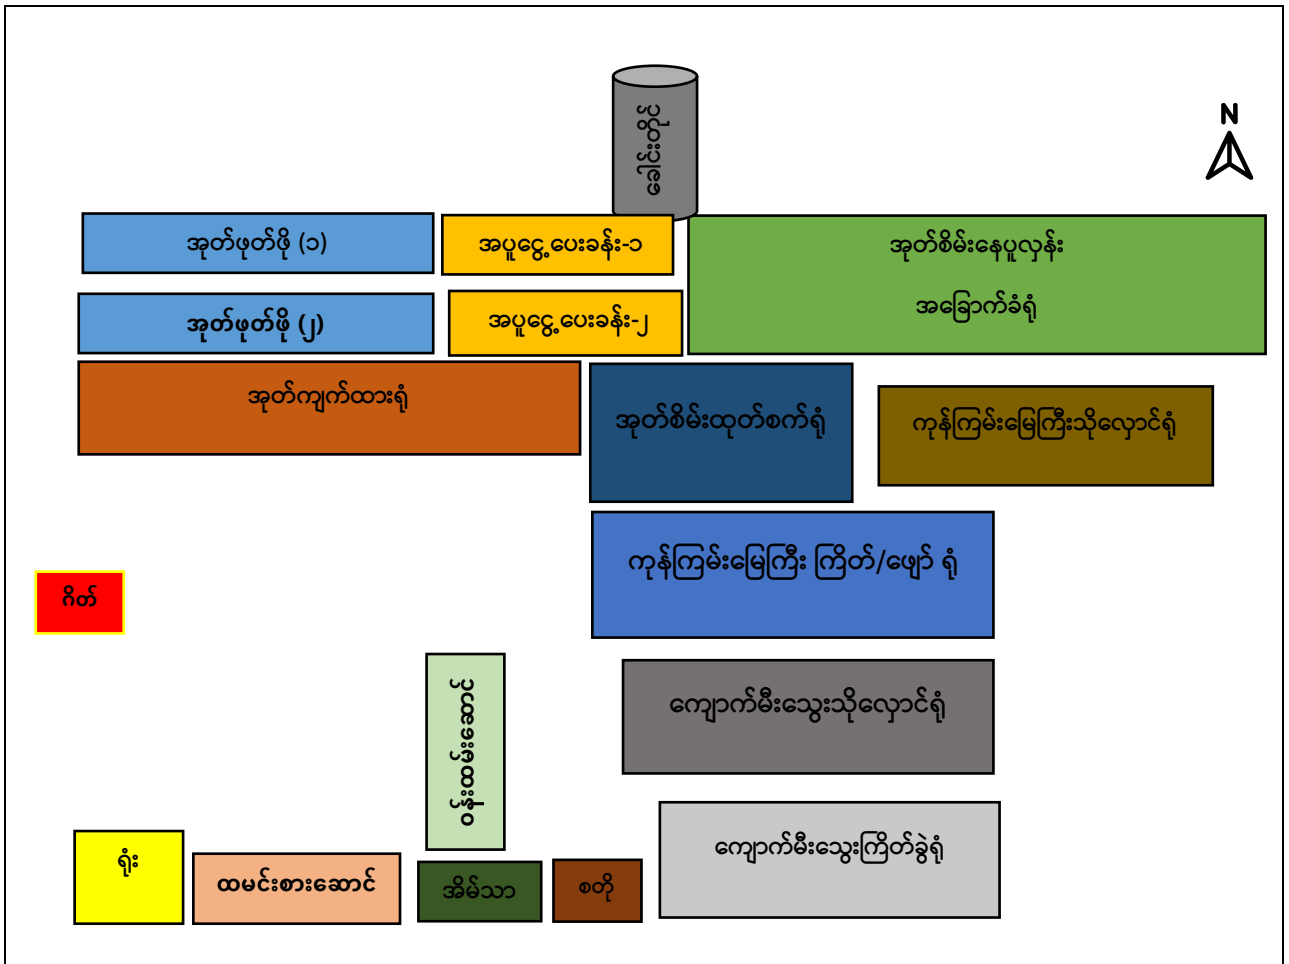 ခေါင်းတိုင်
N
အုတ်ဖုတ်ဖို (၁)
အပူငွေ့ပေးခန်း-၁
အုတ်စိမ်းနေပူလှန်း
အခြောက်ခံရုံ
အုတ်ဖုတ်ဖို (၂)
အပူငွေ့ပေးခန်း-၂
အုတ်ကျက်ထားရုံ
အုတ်စိမ်းထုတ်စက်ရုံ
ကုန်ကြမ်းမြေကြီးသိုလှောင်ရုံ
ကုန်ကြမ်းမြေကြီး ကြိတ်/ဖျော် ရုံ
ဂိတ်
ဝန်ထမ်းဆောင်
ကျောက်မီးသွေးသိုလှောင်ရုံ
ရုံး
ထမင်းစားဆောင်
အိမ်သာ
စတို
ကျောက်မီးသွေးကြိတ်ခွဲရုံ